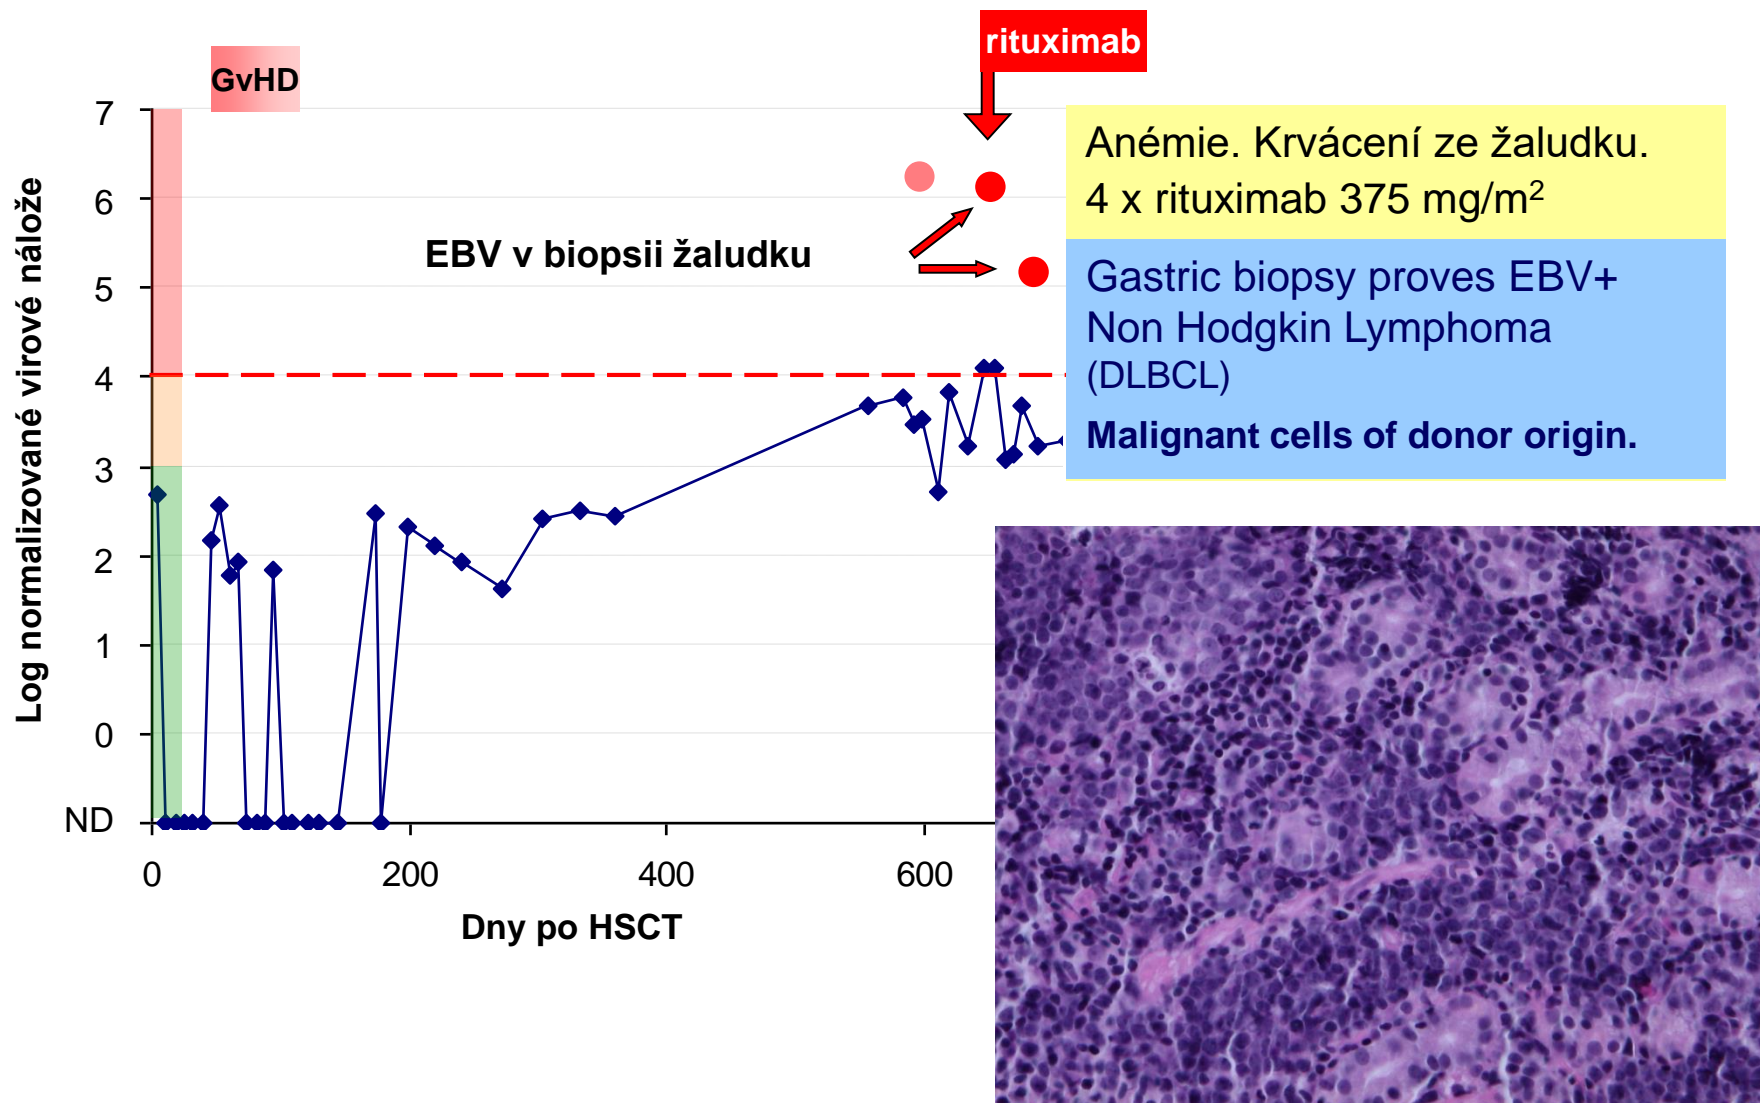 rituximab
GvHD
7
6
5
4
3
2
1
0
ND
Log normalizované virové nálože
EBV v biopsii žaludku
Anémie. Krvácení ze žaludku.
4 x rituximab 375 mg/m²
Gastric biopsy proves EBV+
Non Hodgkin Lymphoma
(DLBCL)
Malignant cells of donor origin.
0
200
400
600
Dny po HSCT